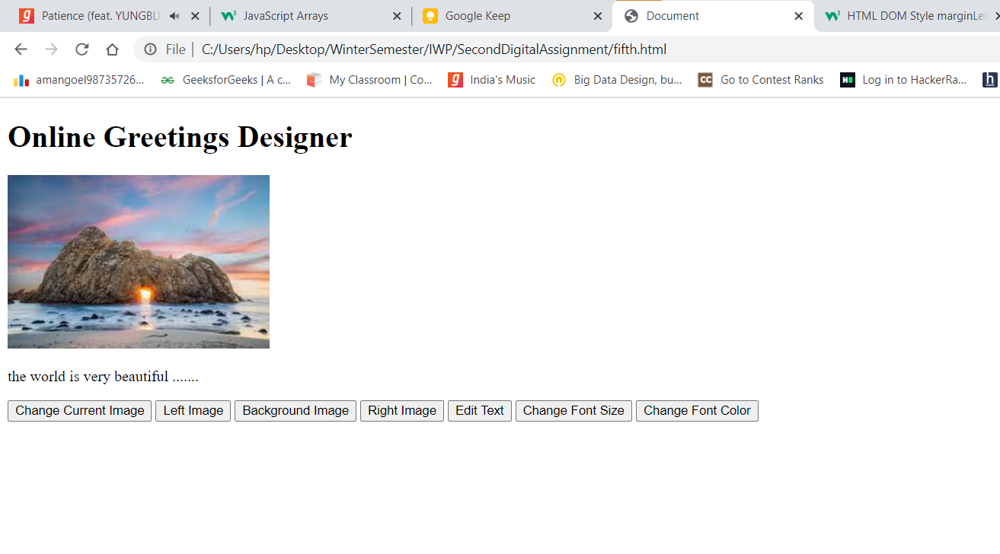 Patience (feat. YUNGBLU JavaScript Arrays Google Keep Document HTML DOM Style marginLef
File C:/Users/hp/Desktop/WinterSemester/IWP/SecondDigitalAssignment/fifth.html
amangoel98735726... GeeksforGeeks | A c... My Classroom | Co... India's Music Big Data Design, bu... Go to Contest Ranks Log in to HackerRa...
Online Greetings Designer
the world is very beautiful .......
Change Current Image Left Image Background Image Right Image Edit Text Change Font Size Change Font Color